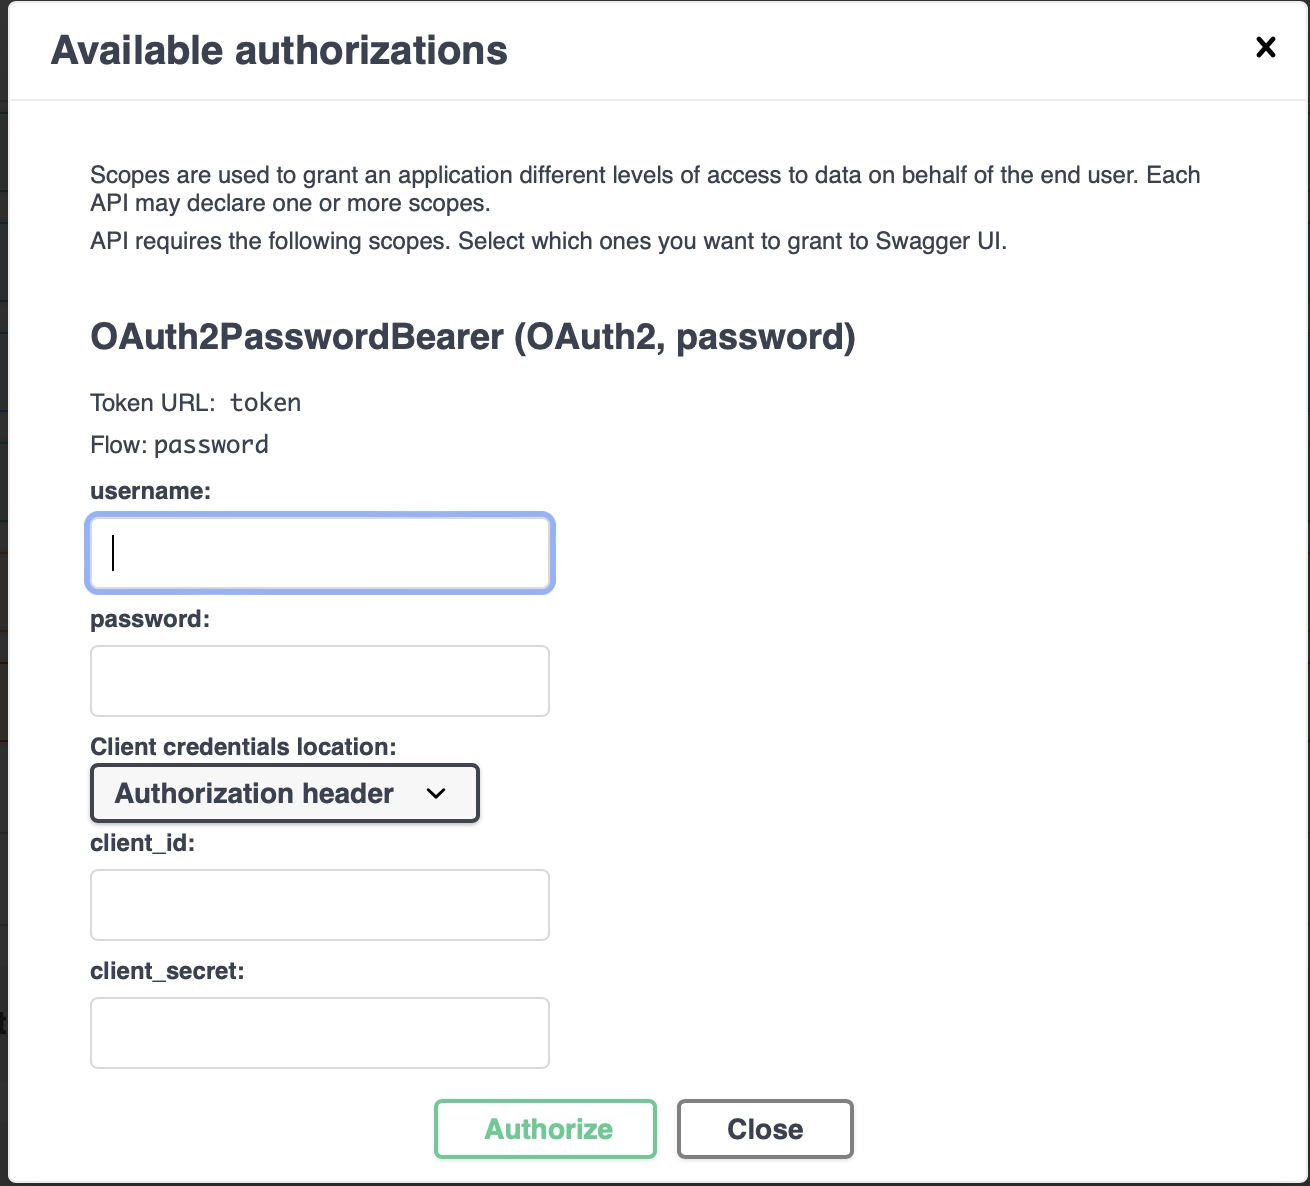 Available authorizations
Scopes are used to grant an application different levels of access to data on behalf of the end user. Each
API may declare one or more scopes.
API requires the following scopes. Select which ones you want to grant to Swagger UI.
OAuth2PasswordBearer (OAuth2, password)
Token URL: token
Flow: password
username:
password:
Client credentials location:
Authorization header
client_id:
client_secret:
Authorize
Close